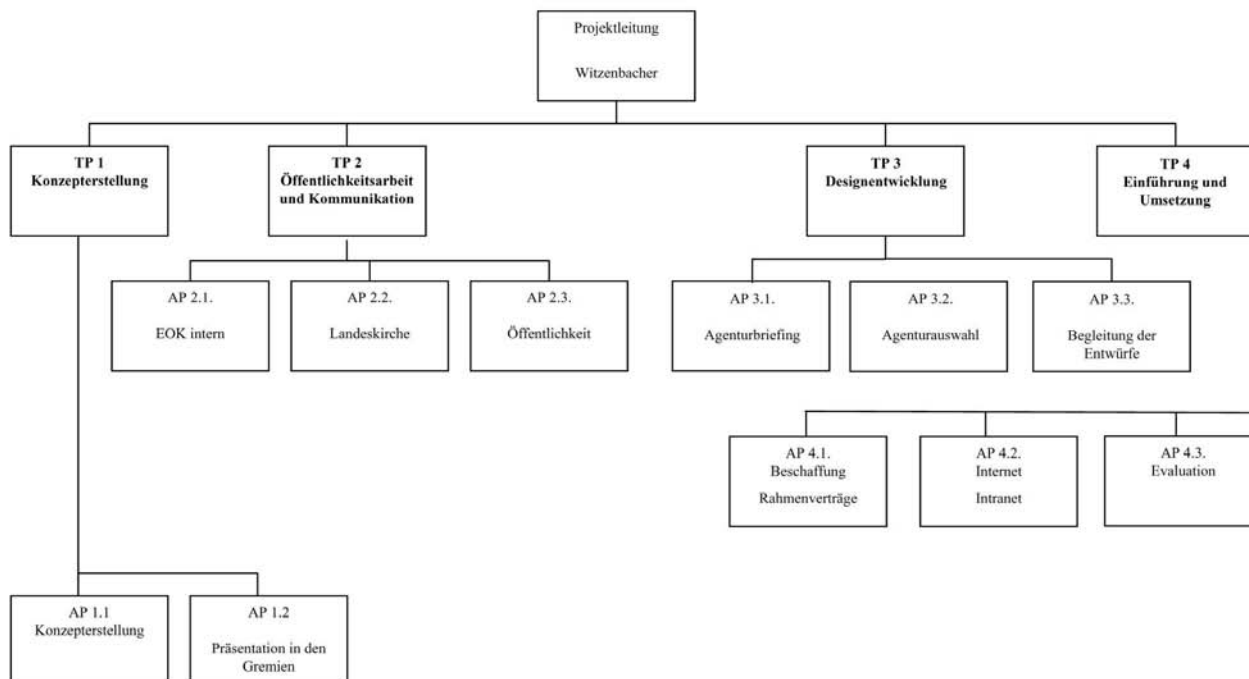 Projektleitung
Witzenbacher
TP 1
Konzepterstellung
TP 2
Öffentlichkeitsarbeit
und Kommunikation
TP 3
Designentwicklung
TP 4
Einführung und
Umsetzung
AP 2.1.
EOK intern
AP 2.2.
Landeskirche
AP 2.3.
Öffentlichkeit
AP 3.1.
Agenturbriefing
AP 3.2.
Agenturauswahl
AP 3.3.
Begleitung der
Entwürfe
AP 4.1.
Beschaffung
Rahmenverträge
AP 4.2.
Internet
Intranet
AP 4.3.
Evaluation
AP 1.1
Konzepterstellung
AP 1.2
Präsentation in den
Gremien